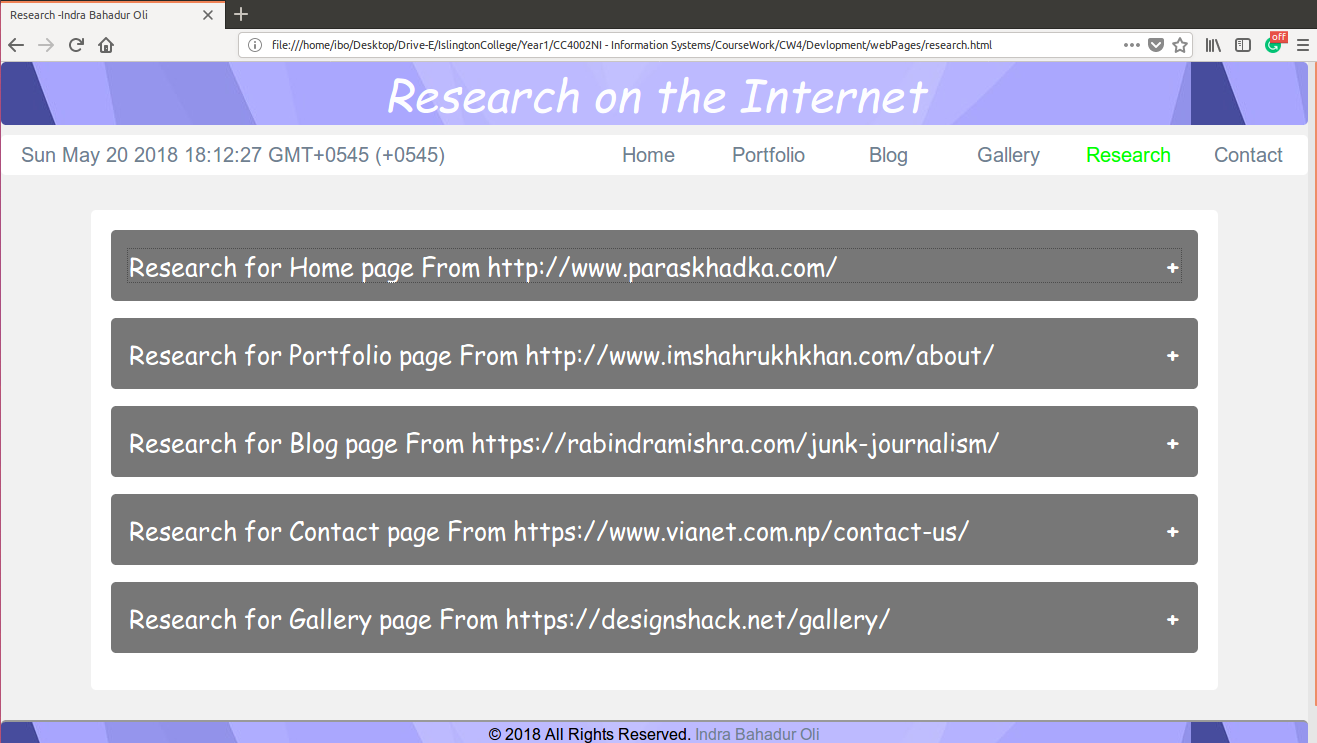 Research -Indra Bahadur Oli
file:///home/ibo/Desktop/Drive-E/IslingtonCollege/Year1/CC4002NI - Information Systems/CourseWork/CW4/Devlopment/webPages/research.html
off
Research on the Internet
Sun May 20 2018 18:12:27 GMT+0545 (+0545) Home Portfolio Blog Gallery Research Contact
Research for Home page From http://www.paraskhadka.com/ +
Research for Portfolio page From http://www.imshahrukhkhan.com/about/ +
Research for Blog page From https://rabindramishra.com/junk-journalism/ +
Research for Contact page From https://www.vianet.com.np/contact-us/ +
Research for Gallery page From https://designshack.net/gallery/ +
© 2018 All Rights Reserved. Indra Bahadur Oli